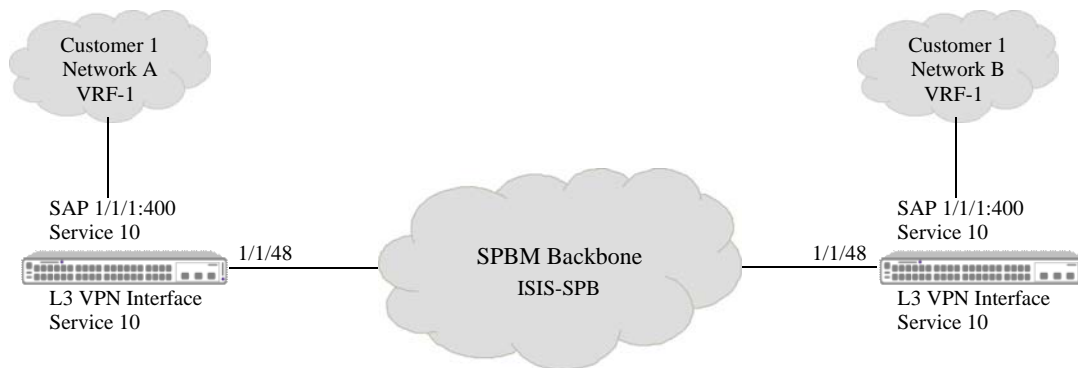 Customer 1
Network A
VRF-1
Customer 1
Network B
VRF-1
SAP 1/1/1:400
Service 10
1/1/48
L3 VPN Interface
Service 10
SPBM Backbone
ISIS-SPB
SAP 1/1/1:400
Service 10
1/1/48
L3 VPN Interface
Service 10